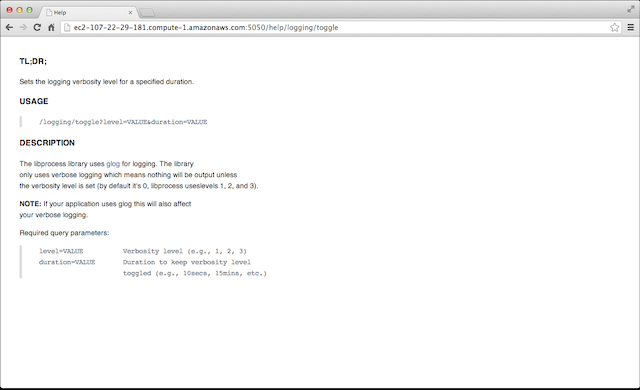 Help
ec2-107-22-29-181.compute-1.amazonaws.com:5050/help/logging/toggle
TL;DR;
Sets the logging verbosity level for a specified duration.
USAGE
/logging/toggle?level=VALUE&duration=VALUE
DESCRIPTION
The libprocess library uses glog for logging. The library
only uses verbose logging which means nothing will be output unless
the verbosity level is set (by default it's 0, libprocess useslevels 1, 2, and 3).
NOTE: If your application uses glog this will also affect
your verbose logging.
Required query parameters:
level=VALUE Verbosity level (e.g., 1, 2, 3)
duration=VALUE Duration to keep verbosity level
toggled (e.g., 10secs, 15mins, etc.)